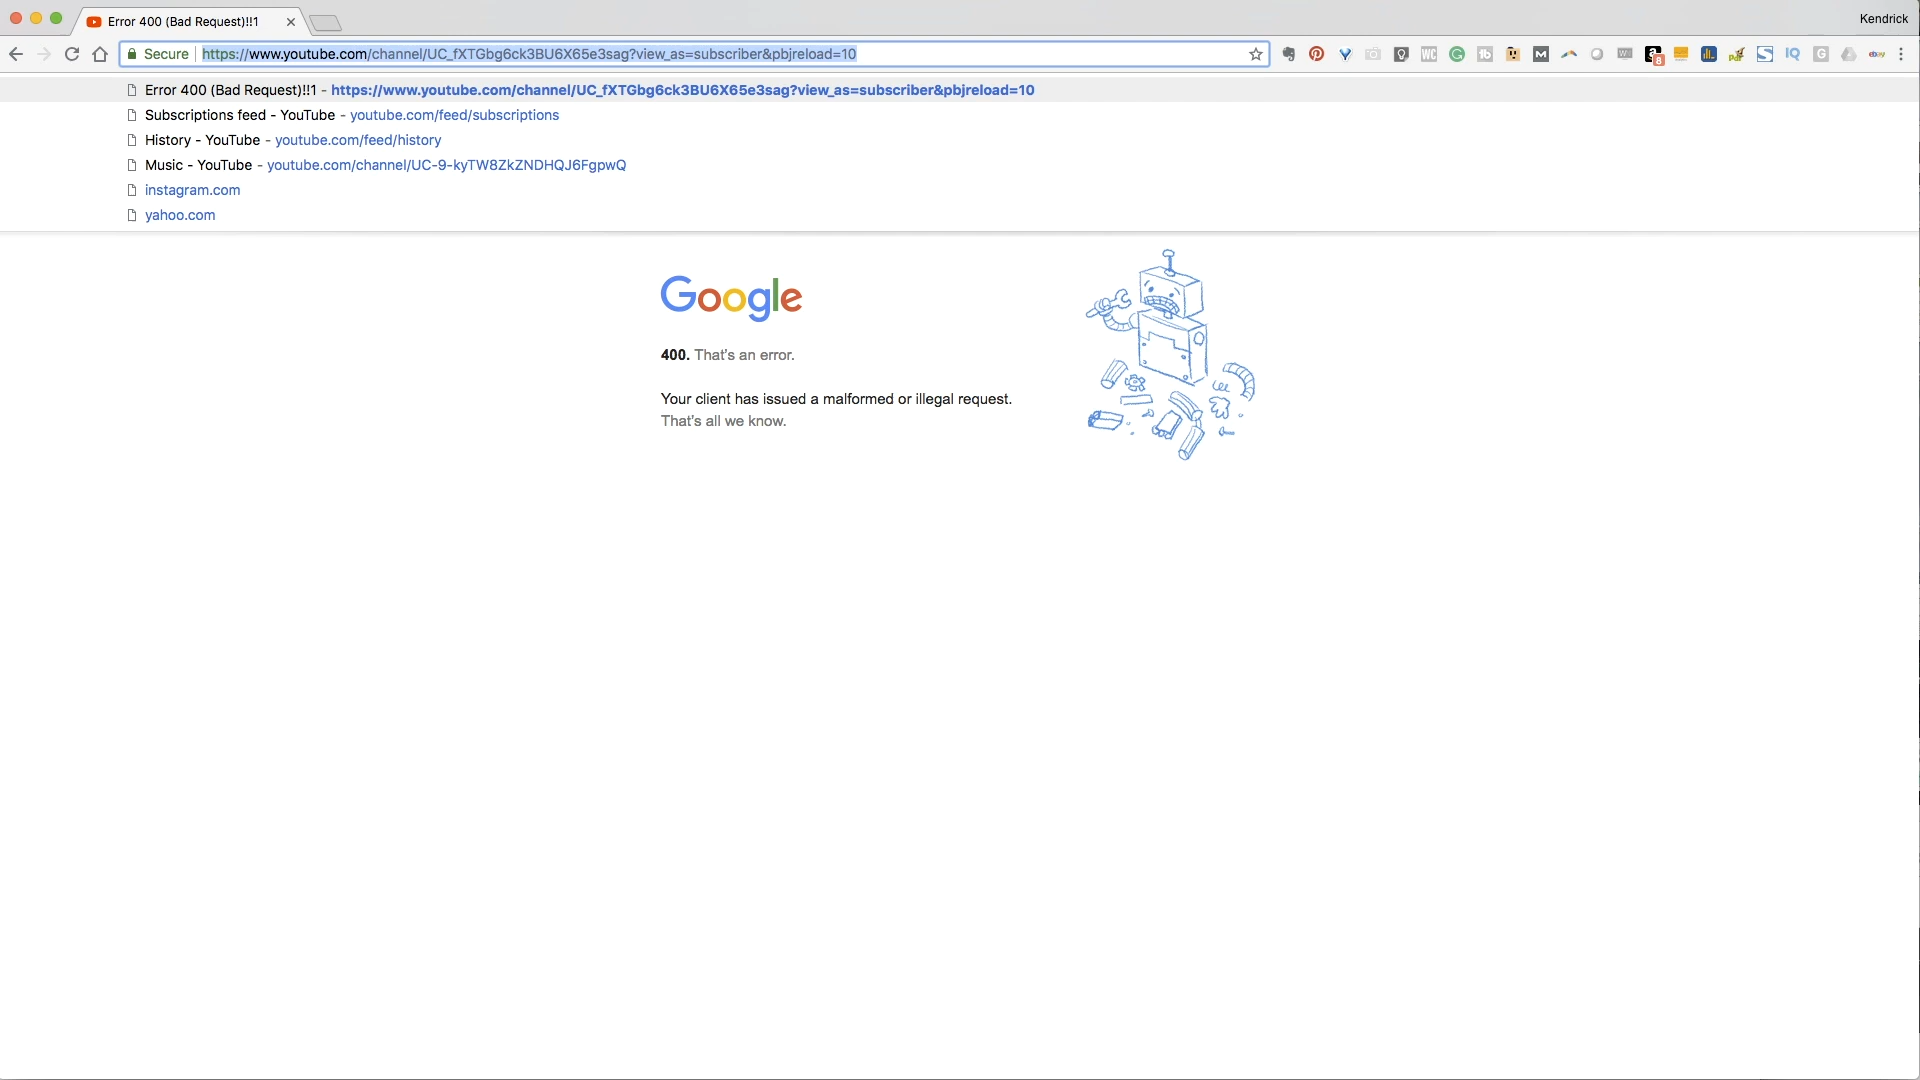 Error 400 (Bad Request)!!1
Kendrick
Secure https://www.youtube.com/channel/UC_fXTGbg6ck3BU6X65e3sag?view_as=subscriber&pbjreload=10
Error 400 (Bad Request)!!1 - https://www.youtube.com/channel/UC_fXTGbg6ck3BU6X65e3sag?view_as=subscriber&pbjreload=10
Subscriptions feed - YouTube - youtube.com/feed/subscriptions
History - YouTube - youtube.com/feed/history
Music - YouTube - youtube.com/channel/UC-9-kyTW8ZkZNDHQJ6FgpwQ
instagram.com
yahoo.com
Google
400. That's an error.
Your client has issued a malformed or illegal request.
That's all we know.